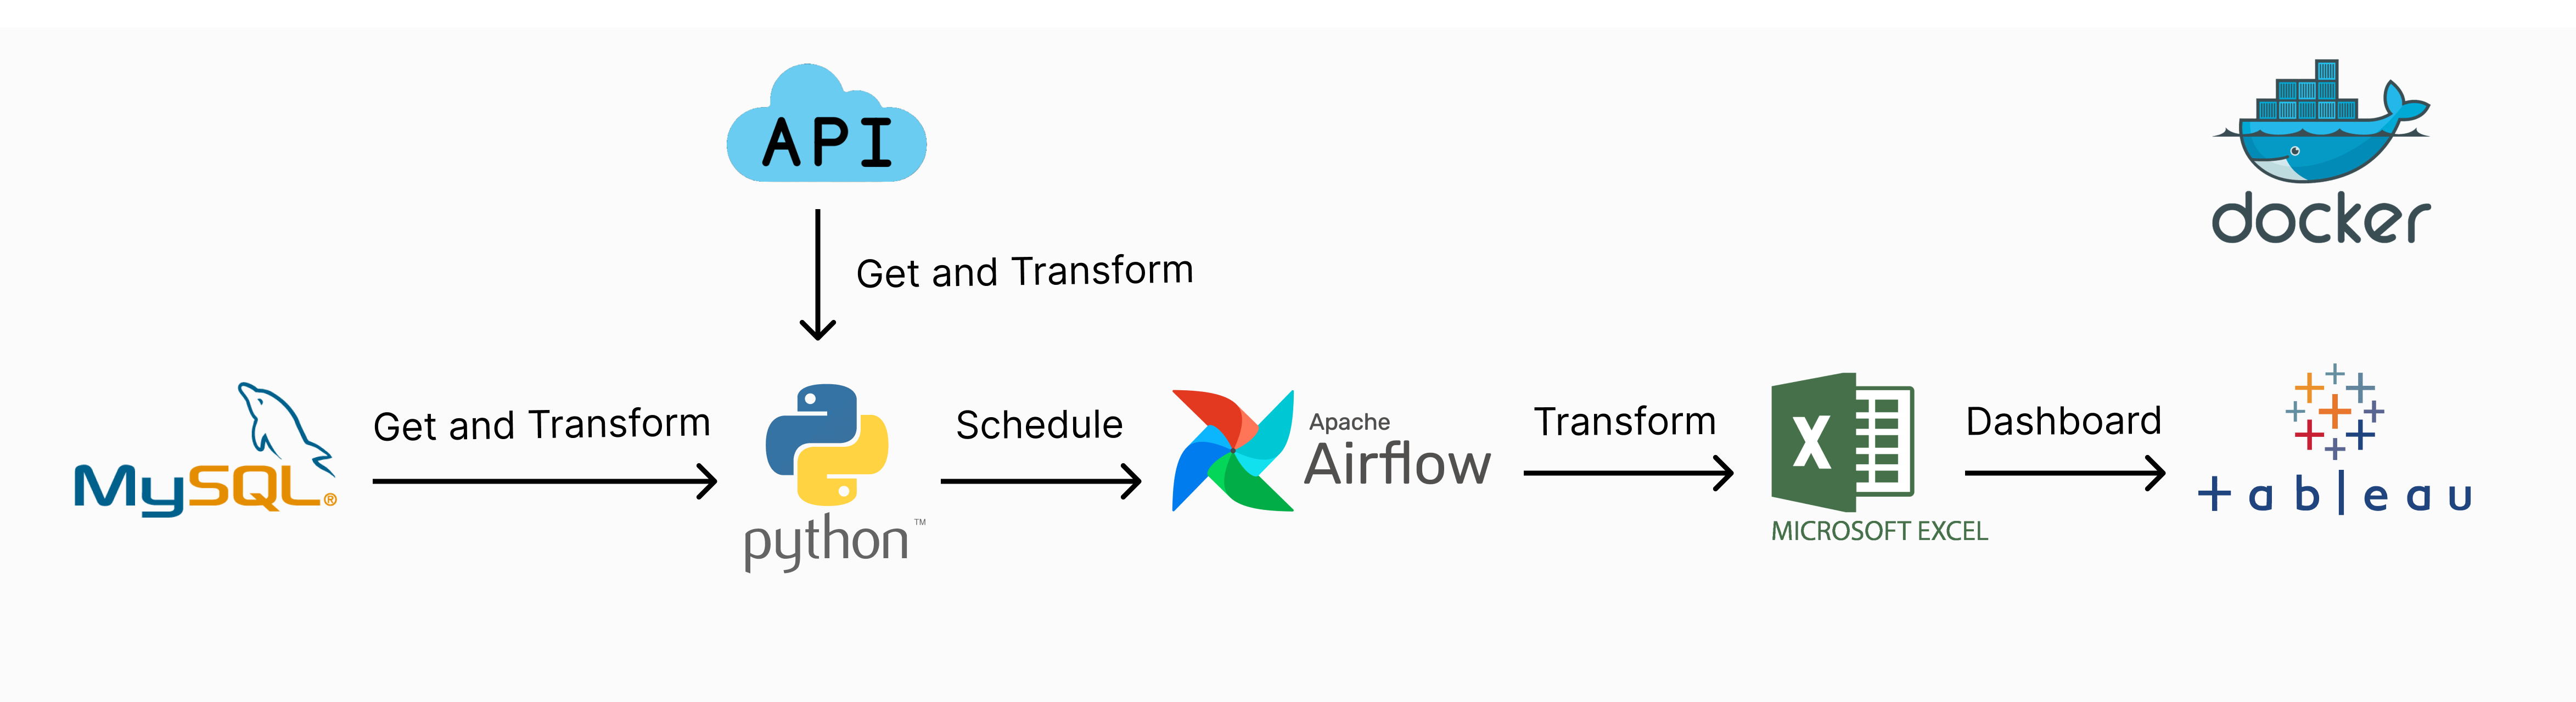 API
docker
Get and Transform
MySQL®
Get and Transform
python™
Schedule
Apache
Airflow
Transform
X
MICROSOFT EXCEL
Dashboard
+ableau